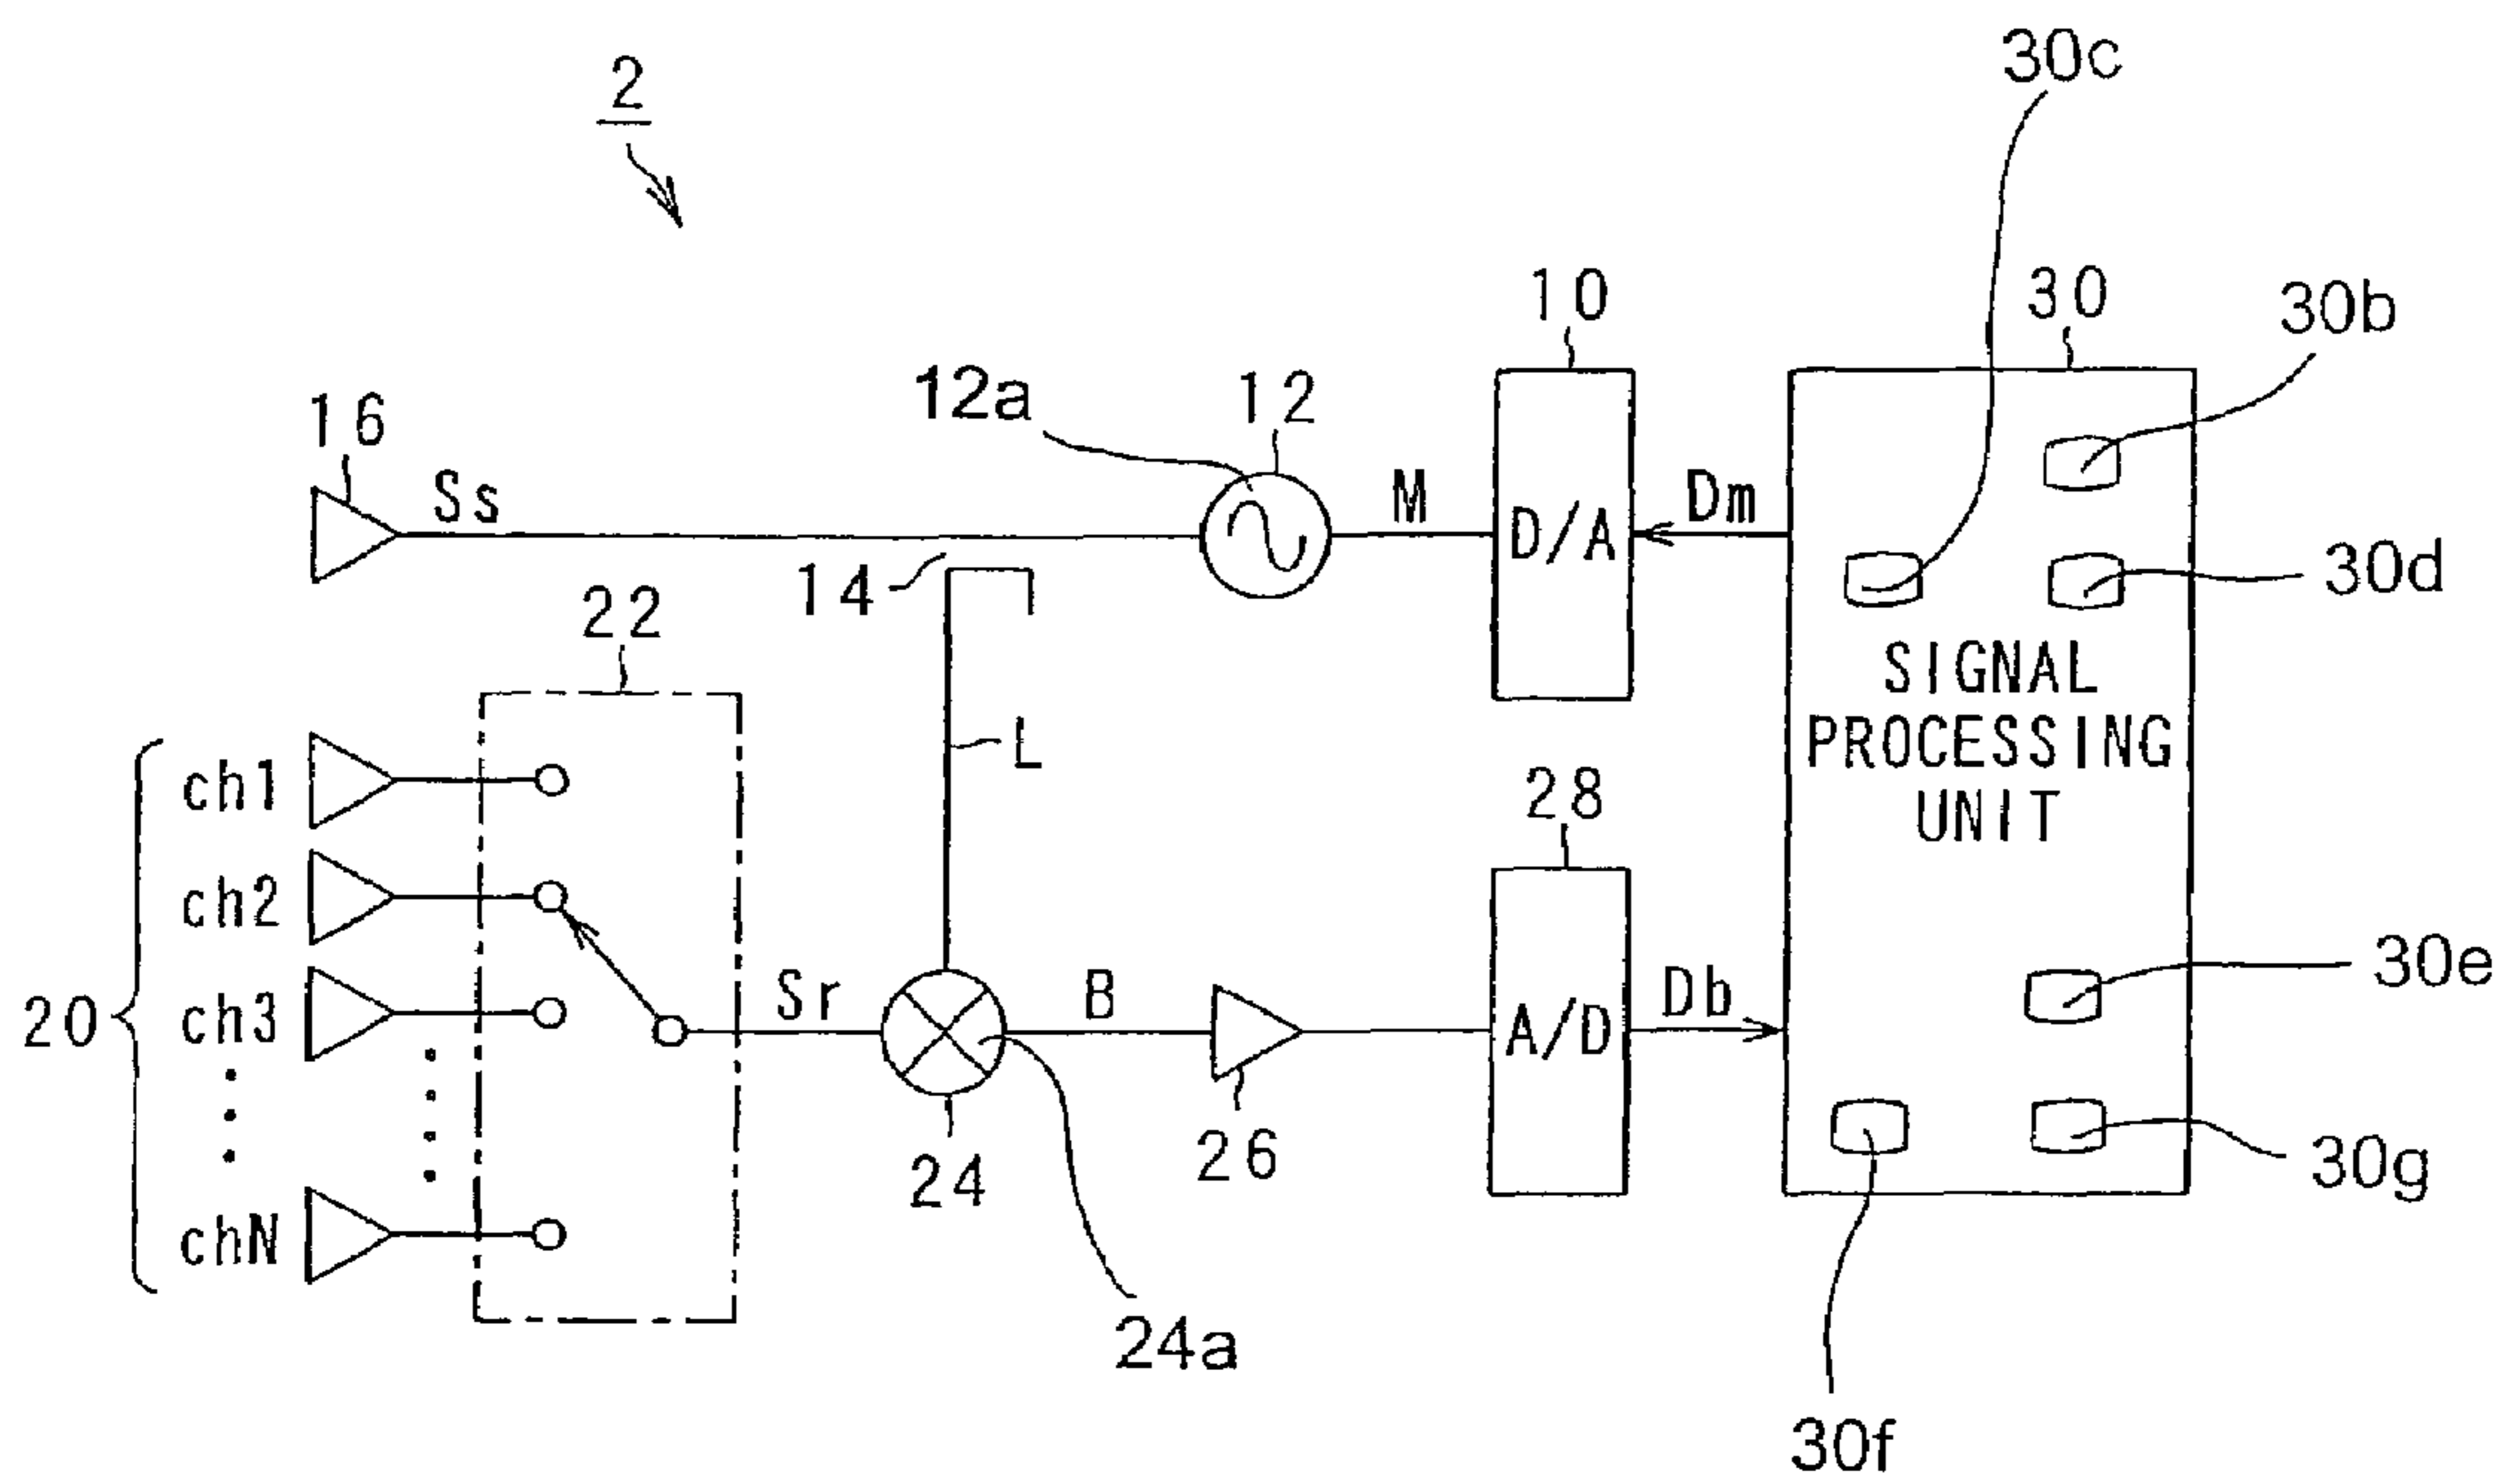 30c
2
10
30
30b
12a
12
16
Ss
M
D/A
Dm
14
30d
22
SIGNAL
PROCESSING
UNIT
L
28
ch1
ch2
20
ch3
Sr
B
A/D
Db
30e
24
26
30g
chN
24a
30f